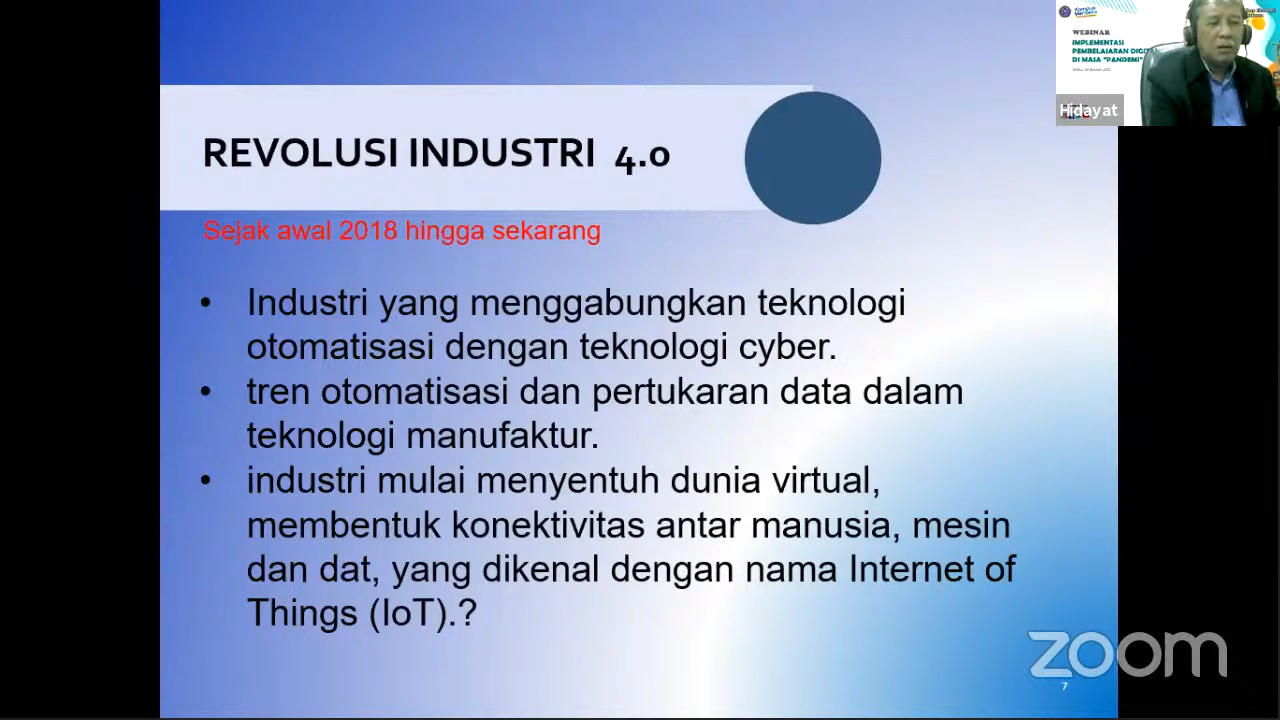 WEBINAR
IMPLEMENTASI
PEMBELAJARAN
DI MASA "PANDEMI"
Hidayat
REVOLUSI INDUSTRI 4.0
Sejak awal 2018 hingga sekarang
• Industri yang menggabungkan teknologi
otomatisasi dengan teknologi cyber.
• tren otomatisasi dan pertukaran data dalam
teknologi manufaktur.
• industri mulai menyentuh dunia virtual,
membentuk konektivitas antar manusia, mesin
dan dat, yang dikenal dengan nama Internet of
Things (IoT).?
zoom
7